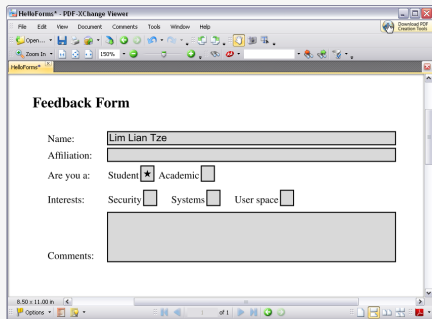 HelloForms* - PDF-XChange Viewer
File Edit View Document Comments Tools Window Help
Download PDF Creation Tools
Open...
Zoom In 150%
HelloForms*
Feedback Form
Name: Lim Lian Tze
Affiliation:
Are you a: Student ★ Academic
Interests: Security Systems User space
Comments:
8.50 x 11.00 in
Options 1 of 1